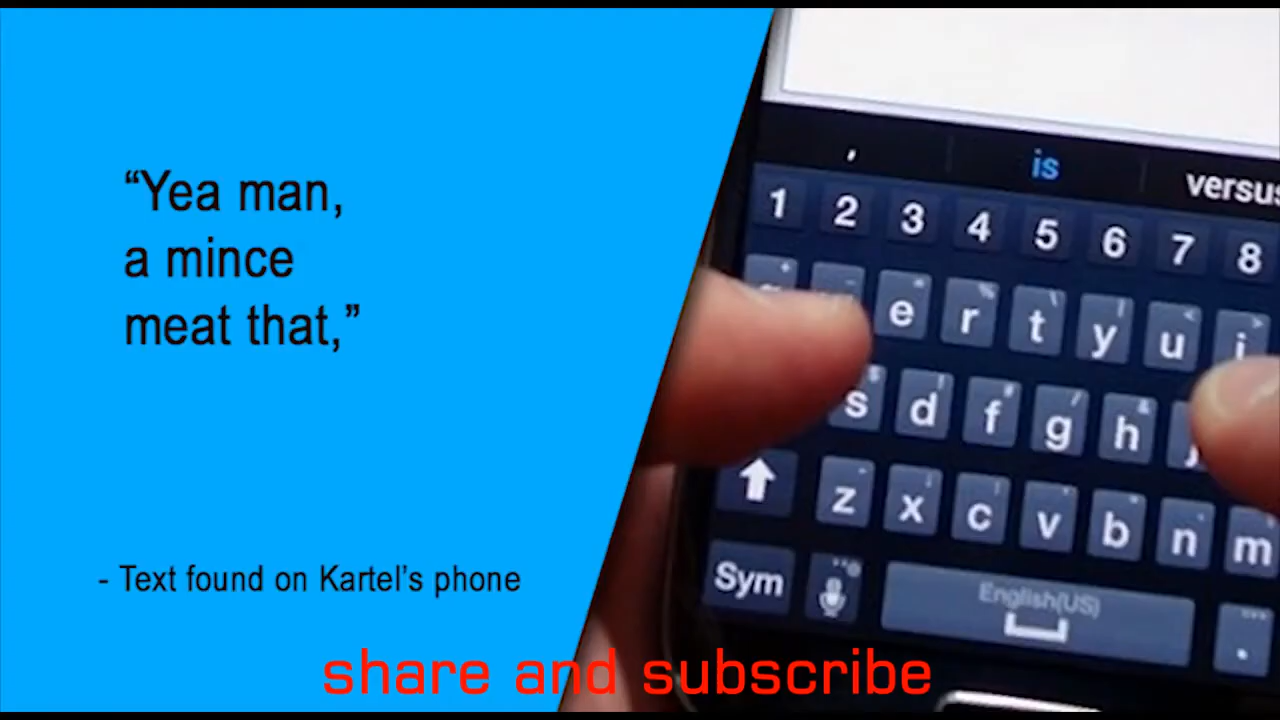 “Yea man,
a mince
meat that,”
- Text found on Kartel’s phone
share and subscribe
, is versus
1 2 3 4 5 6 7 8
e r t y u i
s d f g h j
z x c v b n m
Sym English(US) .